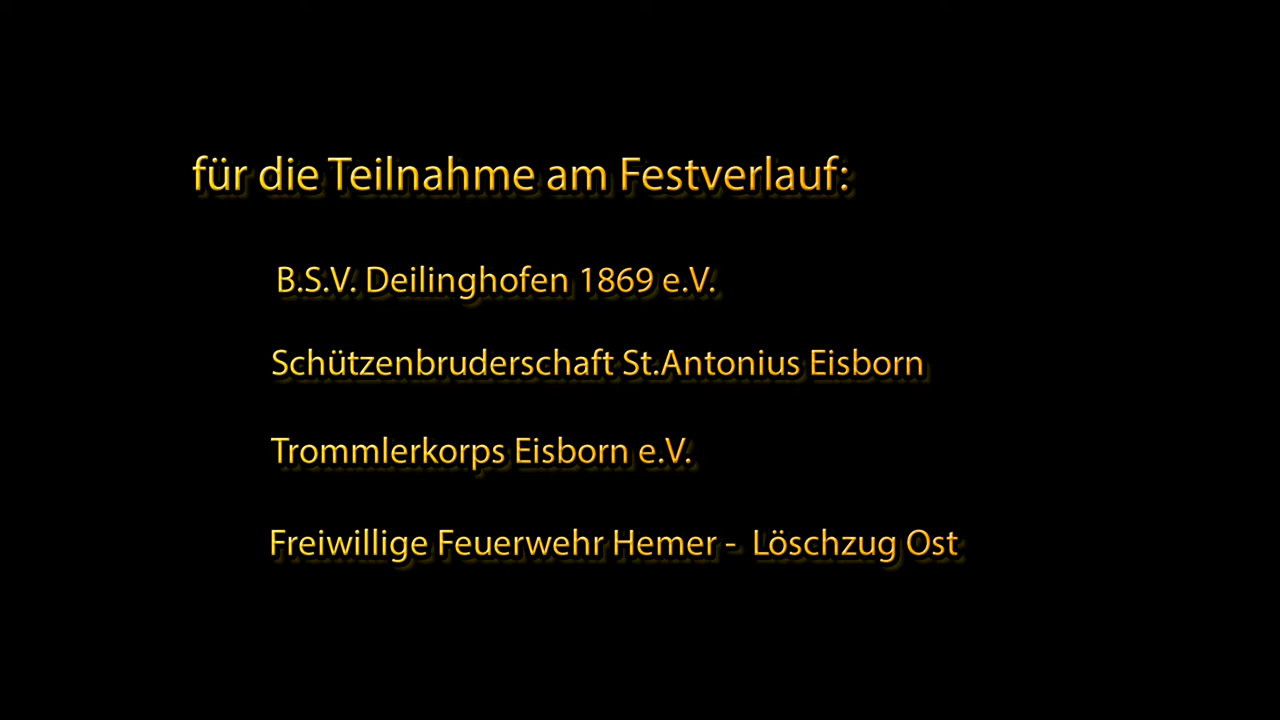 für die Teilnahme am Festverlauf:
B.S.V. Deilinghofen 1869 e.V.
Schützenbruderschaft St.Antonius Eisborn
Trommlerkorps Eisborn e.V.
Freiwillige Feuerwehr Hemer - Löschzug Ost